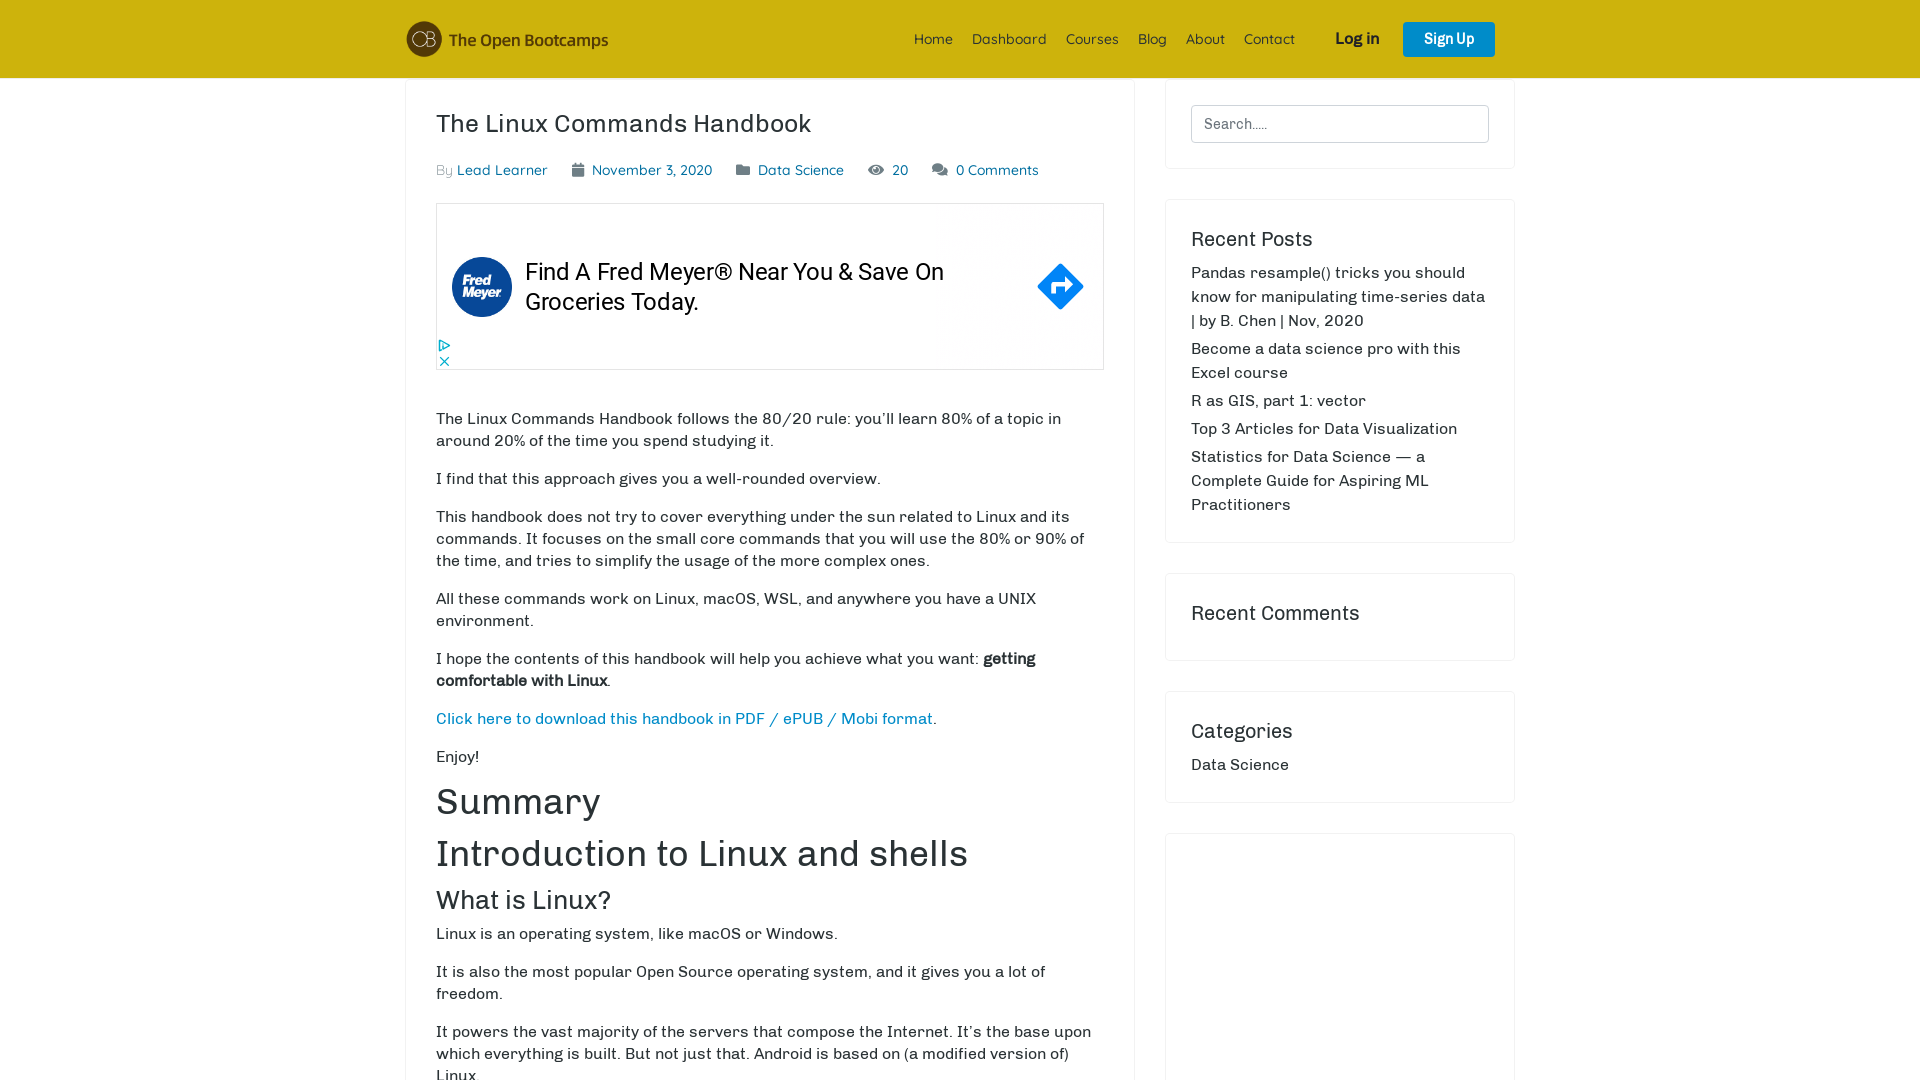 The Open Bootcamps
Home
Dashboard
Courses
Blog
About
Contact
Log in
Sign Up
The Linux Commands Handbook
By Lead Learner
November 3, 2020
Data Science
20
0 Comments
Fred
Meyer
Find A Fred Meyer® Near You & Save On
Groceries Today.
The Linux Commands Handbook follows the 80/20 rule: you’ll learn 80% of a topic in
around 20% of the time you spend studying it.
I find that this approach gives you a well-rounded overview.
This handbook does not try to cover everything under the sun related to Linux and its
commands. It focuses on the small core commands that you will use the 80% or 90% of
the time, and tries to simplify the usage of the more complex ones.
All these commands work on Linux, macOS, WSL, and anywhere you have a UNIX
environment.
I hope the contents of this handbook will help you achieve what you want: getting
comfortable with Linux.
Click here to download this handbook in PDF / ePUB / Mobi format.
Enjoy!
Summary
Introduction to Linux and shells
What is Linux?
Linux is an operating system, like macOS or Windows.
It is also the most popular Open Source operating system, and it gives you a lot of
freedom.
It powers the vast majority of the servers that compose the Internet. It’s the base upon
which everything is built. But not just that. Android is based on (a modified version of)
Linux.
Search.....
Recent Posts
Pandas resample() tricks you should
know for manipulating time-series data
| by B. Chen | Nov, 2020
Become a data science pro with this
Excel course
R as GIS, part 1: vector
Top 3 Articles for Data Visualization
Statistics for Data Science — a
Complete Guide for Aspiring ML
Practitioners
Recent Comments
Categories
Data Science